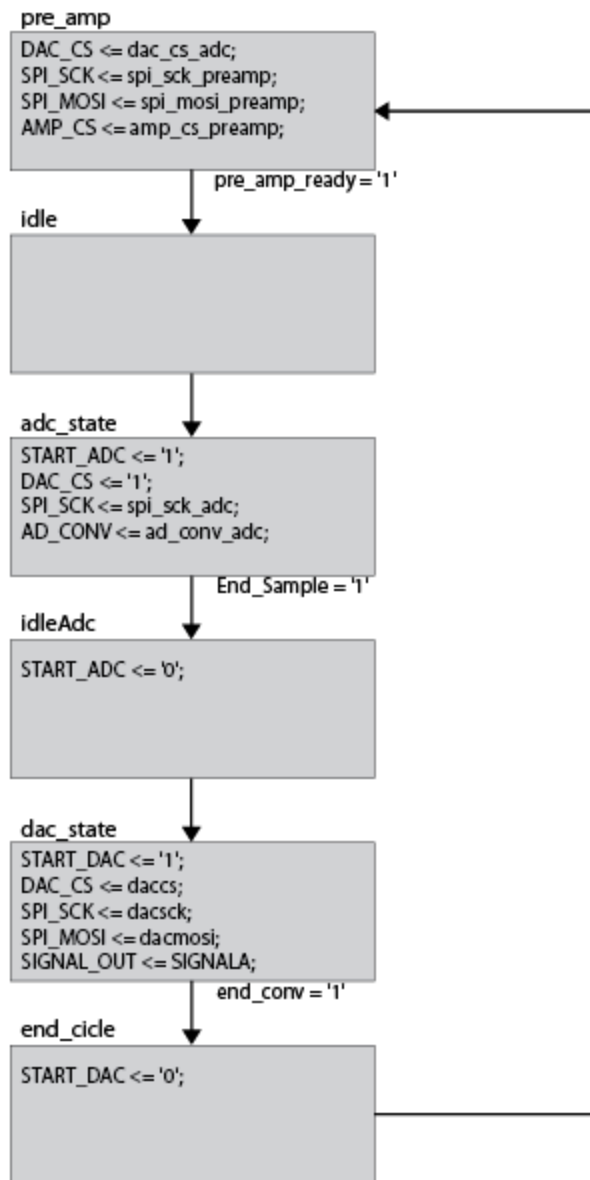 pre_amp
DAC_CS <= dac_cs_adc;
SPI_SCK <= spi_sck_preamp;
SPI_MOSI <= spi_mosi_preamp;
AMP_CS <= amp_cs_preamp;
pre_amp_ready = '1'
idle
adc_state
START_ADC <= '1';
DAC_CS <= '1';
SPI_SCK <= spi_sck_adc;
AD_CONV <= ad_conv_adc;
End_Sample = '1'
idleAdc
START_ADC <= '0';
dac_state
START_DAC <= '1';
DAC_CS <= daccs;
SPI_SCK <= dacsck;
SPI_MOSI <= dacmosi;
SIGNAL_OUT <= SIGNALA;
end_conv = '1'
end_cicle
START_DAC <= '0';